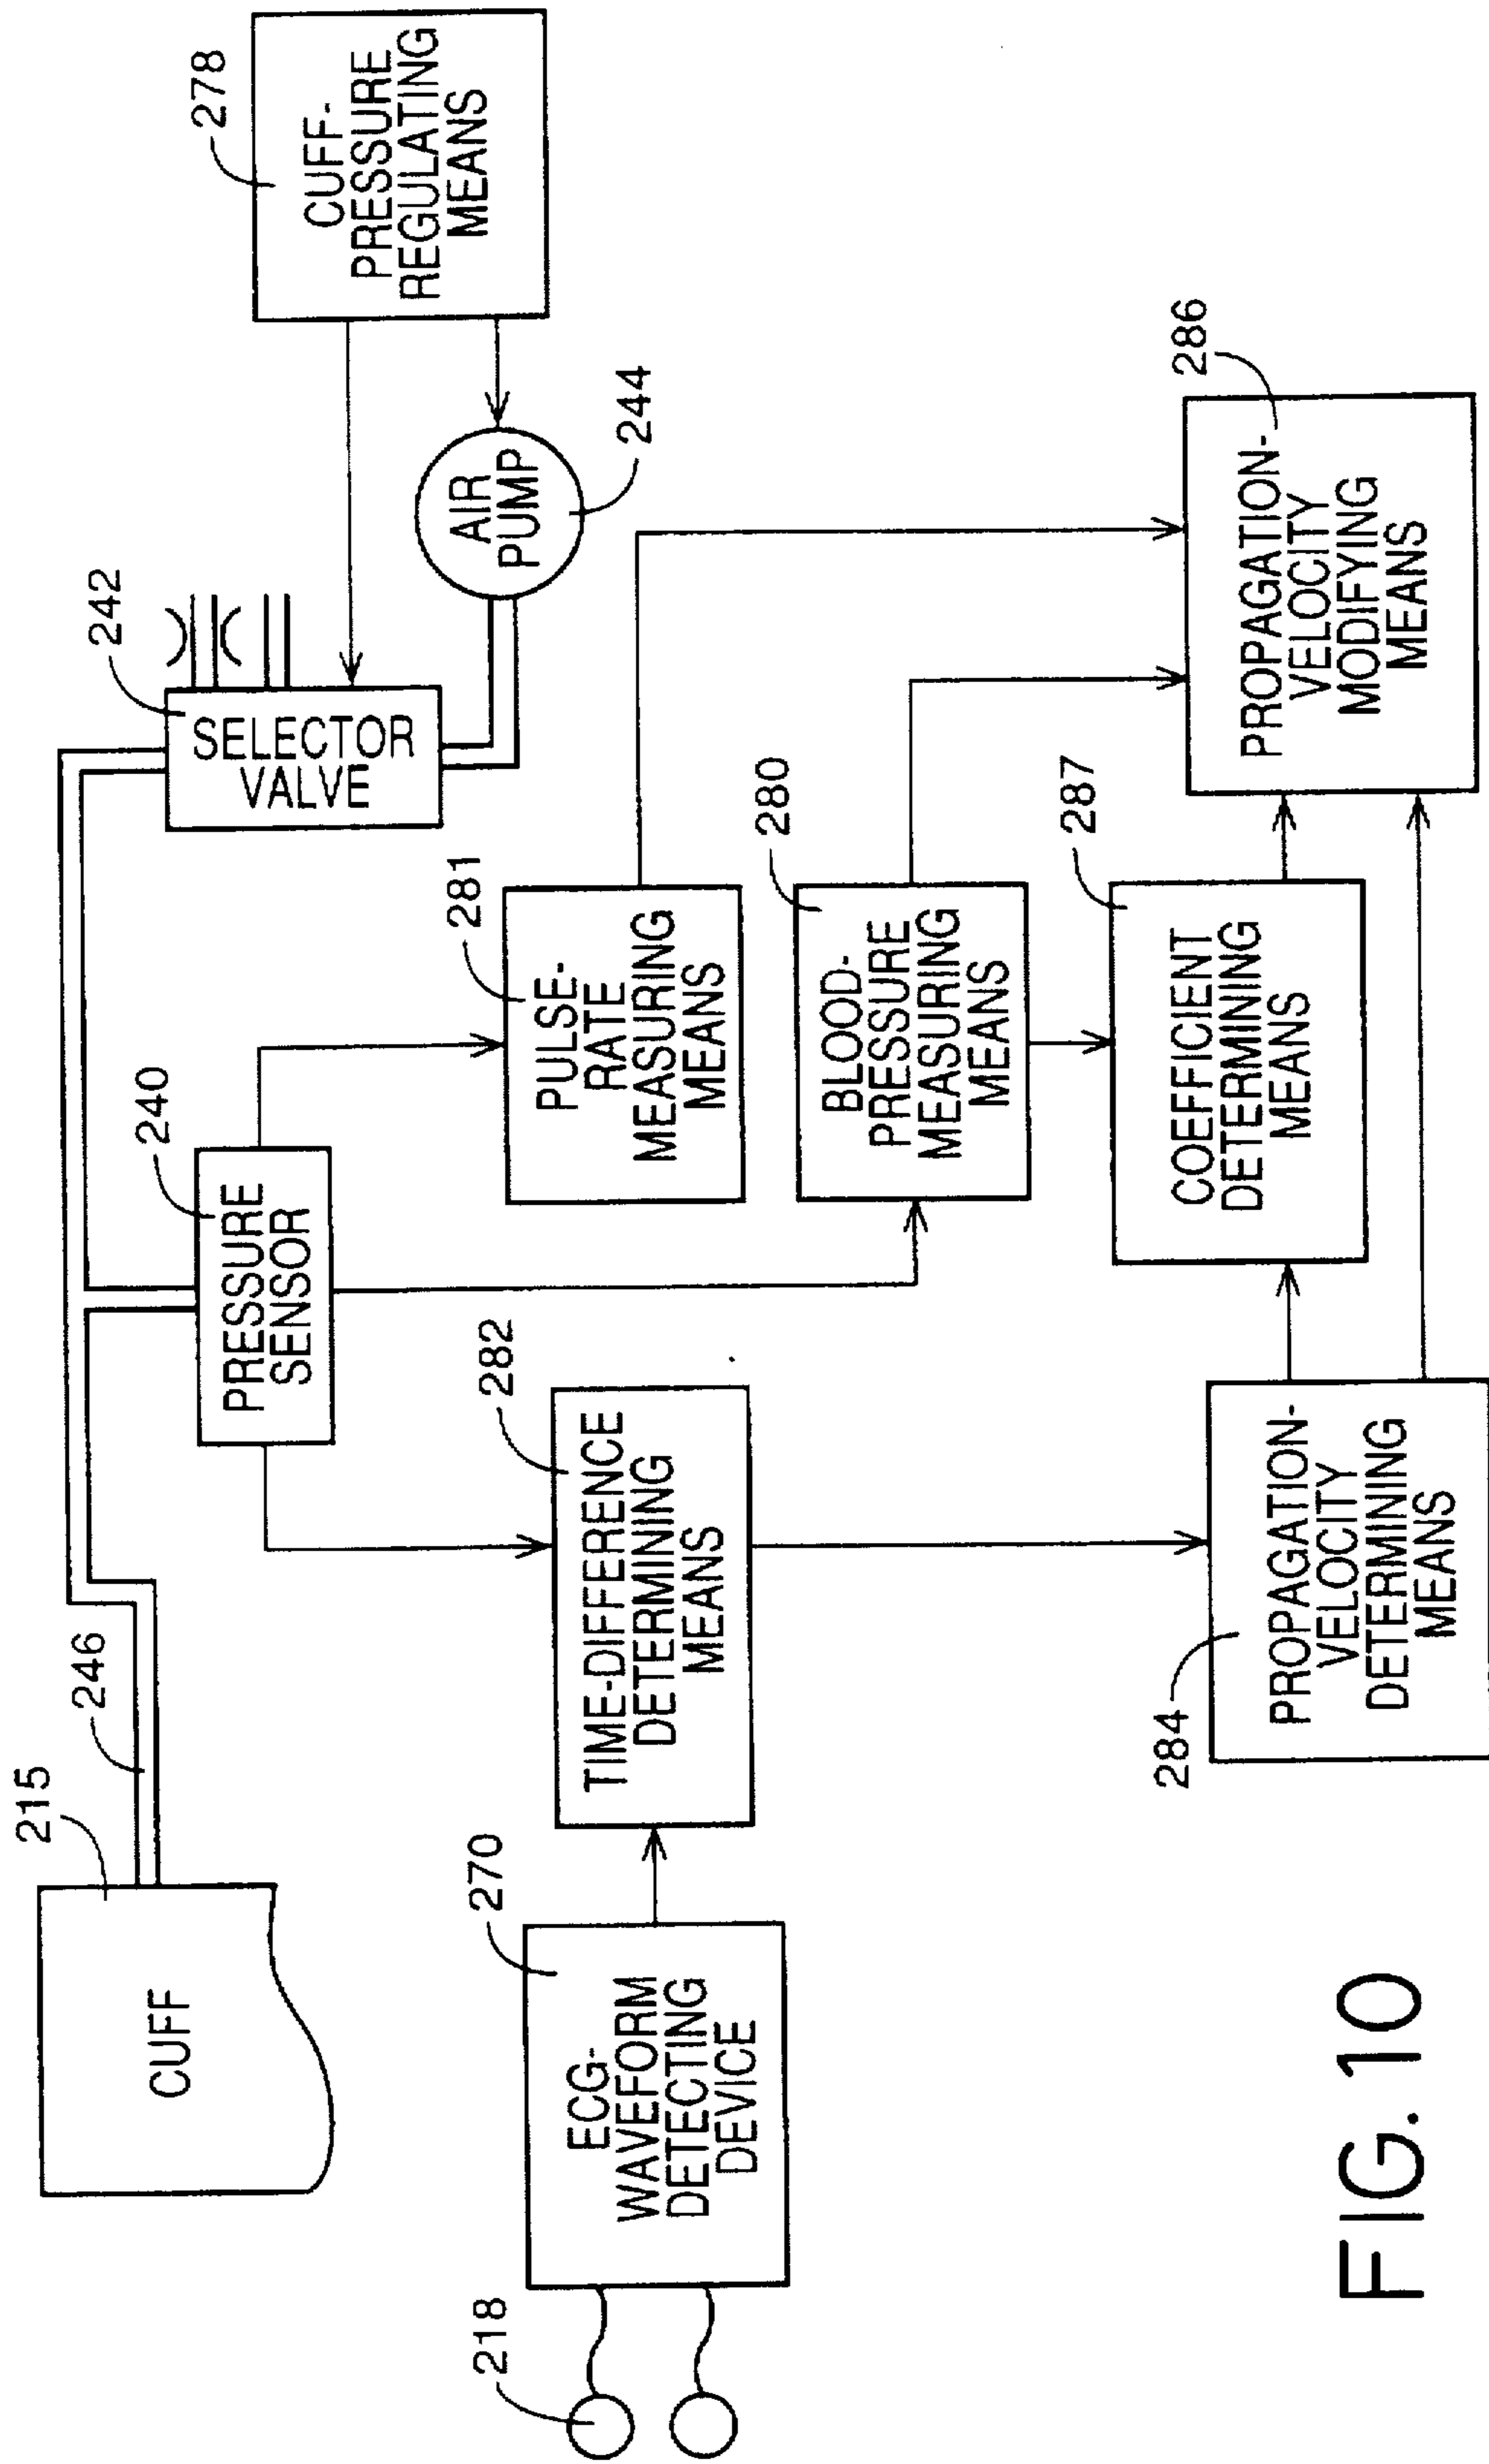 215
CUFF
246
240
PRESSURE
SENSOR
242
SELECTOR
VALVE
278
CUFF-
PRESSURE
REGULATING
MEANS
AIR
PUMP
244
218
270
ECG-
WAVEFORM
DETECTING
DEVICE
282
TIME-DIFFERENCE
DETERMINING
MEANS
281
PULSE-
RATE
MEASURING
MEANS
280
BLOOD-
PRESSURE
MEASURING
MEANS
284
PROPAGATION-
VELOCITY
DETERMINING
MEANS
287
COEFFICIENT
DETERMINING
MEANS
286
PROPAGATION-
VELOCITY
MODIFYING
MEANS
FIG. 10